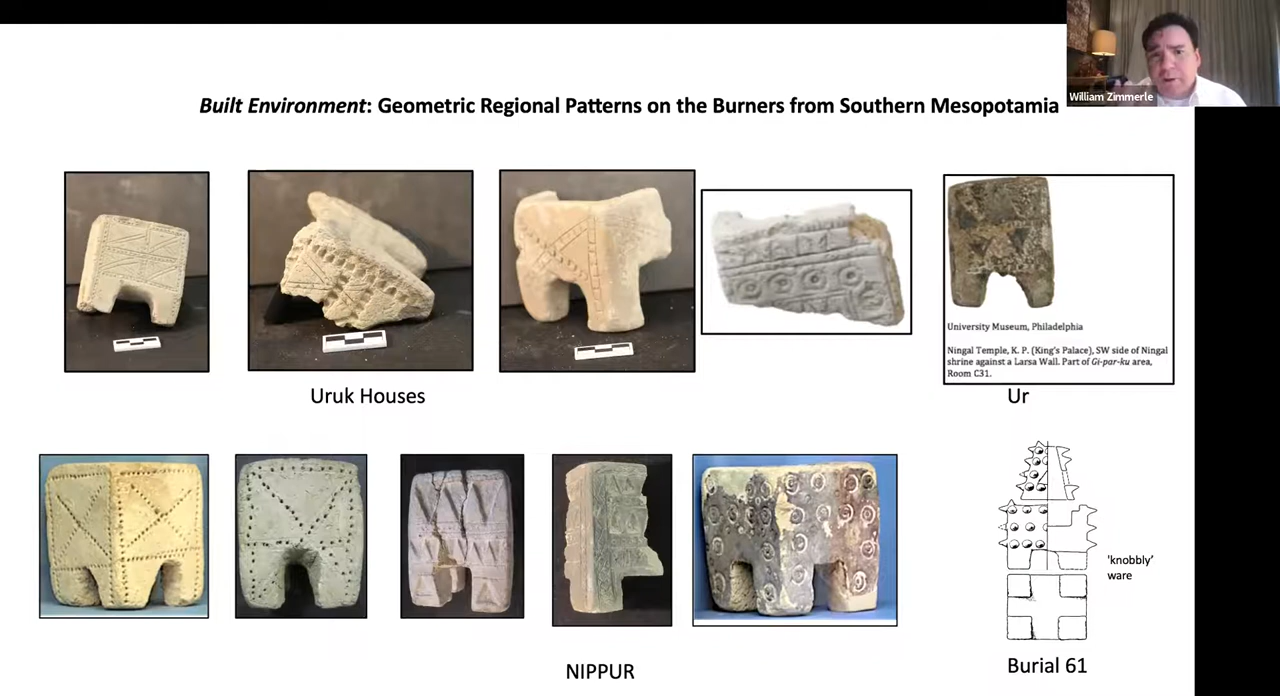 William Zimmerle
Built Environment: Geometric Regional Patterns on the Burners from Southern Mesopotamia
University Museum, Philadelphia
Ningal Temple, K. P. (King's Palace), SW side of Ningal
shrine against a Larsa Wall. Part of Gi-par-ku area,
Room C31.
Uruk Houses
Ur
'knobbly'
ware
NIPPUR
Burial 61